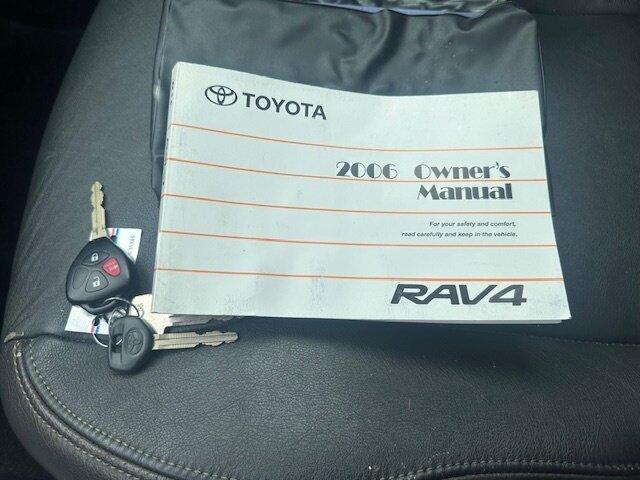 TOYOTA
2006 Owner's
Manual
For your safety and comfort,
read carefully and keep in the vehicle.
RAV4